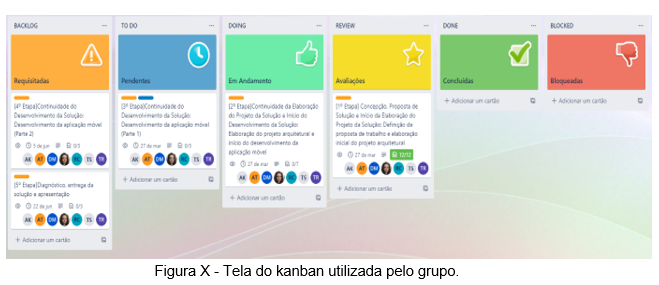 BACKLOG
Requisitadas
[4ª Etapa]Continuidade do
Desenvolvimento da Solução:
Desenvolvimento da aplicação móvel
(Parte 2)
5 de jun 0/3
AK AT DM RC TS TR
[5ª Etapa]Diagnóstico, entrega da
solução e apresentação
22 de jun 0/3
AK AT DM RC TS TR
+ Adicionar um cartão
TO DO
Pendentes
[3ª Etapa]Continuidade do
Desenvolvimento da Solução:
Desenvolvimento da aplicação móvel
(Parte 1)
27 de mar 0/3
AK AT DM RC TS TR
+ Adicionar um cartão
DOING
Em Andamento
[2ª Etapa]Continuidade da Elaboração
do Projeto da Solução e Início do
Desenvolvimento da Solução:
Elaboração do projeto arquitetural e
início do desenvolvimento da
aplicação móvel
27 de mar 0/7
AK AT DM RC TS TR
+ Adicionar um cartão
REVIEW
Avaliações
[1ª Etapa] Concepção, Proposta de
Solução e Início da Elaboração do
Projeto da Solução: Definição da
proposta de trabalho e elaboração
inicial do projeto arquitetural
27 de mar 10/10
AK AT DM RC TS TR
+ Adicionar um cartão
DONE
Concluídas
+ Adicionar um cartão
BLOCKED
Bloqueadas
+ Adicionar um cartão
Figura X - Tela do kanban utilizada pelo grupo.